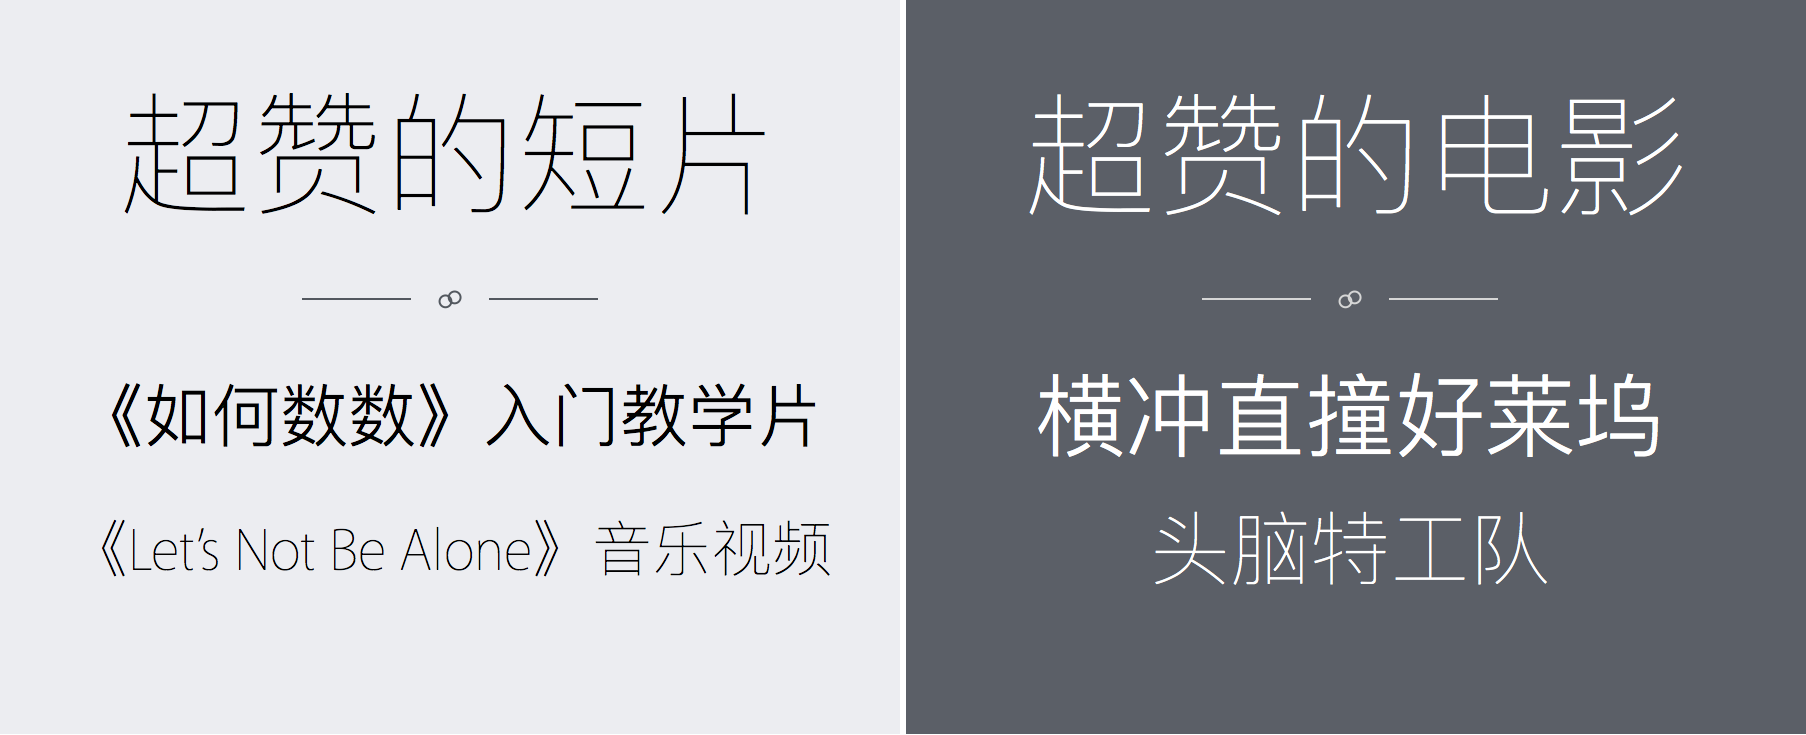 超赞的短片
《如何数数》入门教学片
《Let's Not Be Alone》音乐视频
超赞的电影
横冲直撞好莱坞
头脑特工队